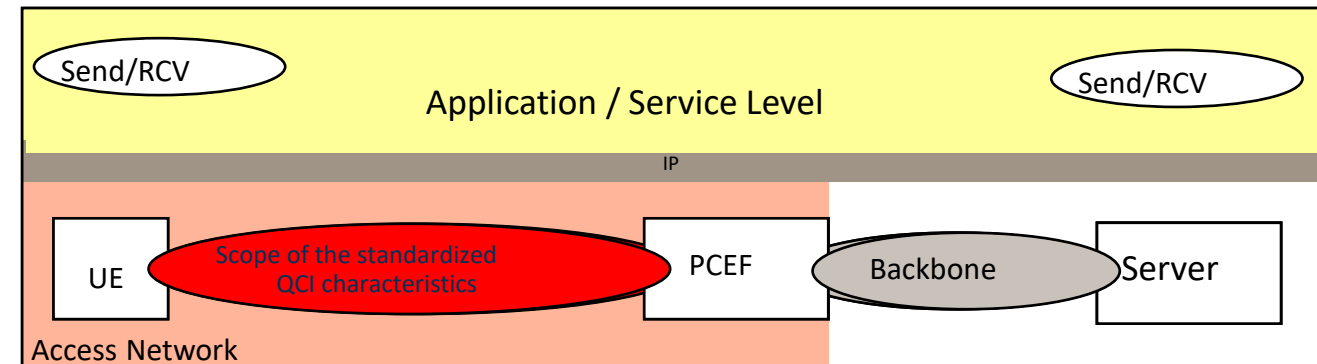 Send/RCV
Send/RCV
Application / Service Level
IP
UE
Scope of the standardized
QCI characteristics
PCEF
Backbone
Server
Access Network